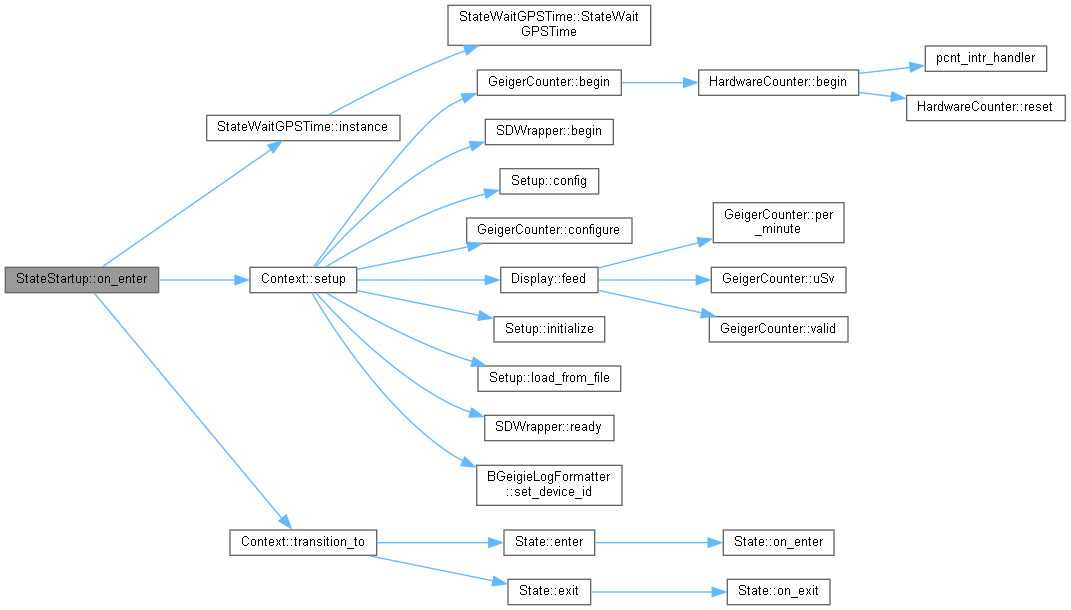 StateWaitGPSTime::StateWait
GPSTime
pcnt_intr_handler
GeigerCounter::begin
HardwareCounter::begin
HardwareCounter::reset
StateWaitGPSTime::instance
SDWrapper::begin
Setup::config
GeigerCounter::per
_minute
GeigerCounter::configure
StateStartup::on_enter
Context::setup
Display::feed
GeigerCounter::uSv
Setup::initialize
GeigerCounter::valid
Setup::load_from_file
SDWrapper::ready
BGeigieLogFormatter
::set_device_id
Context::transition_to
State::enter
State::on_enter
State::exit
State::on_exit